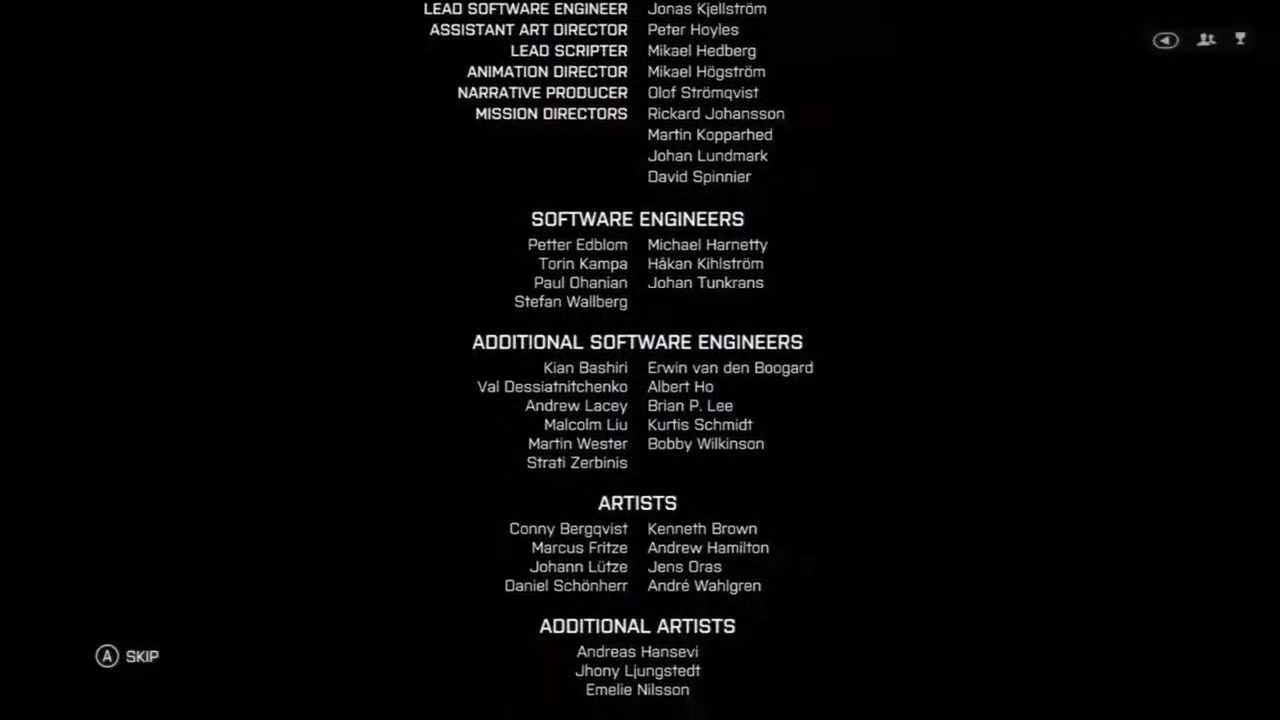 LEAD SOFTWARE ENGINEER Jonas Kjellström
ASSISTANT ART DIRECTOR Peter Hoyles
LEAD SCRIPTER Mikael Hedberg
ANIMATION DIRECTOR Mikael Högström
NARRATIVE PRODUCER Olof Strömqvist
MISSION DIRECTORS Rickard Johansson
Martin Kopparhed
Johan Lundmark
David Spinnier
SOFTWARE ENGINEERS
Petter Edblom Michael Harnetty
Torin Kampa Håkan Kihlström
Paul Ohanian Johan Tunkrans
Stefan Wallberg
ADDITIONAL SOFTWARE ENGINEERS
Kian Bashiri Erwin van den Boogard
Val Dessiatnitchenko Albert Ho
Andrew Lacey Brian P. Lee
Malcolm Liu Kurtis Schmidt
Martin Wester Bobby Wilkinson
Strati Zerbinis
ARTISTS
Conny Bergqvist Kenneth Brown
Marcus Fritze Andrew Hamilton
Johann Lütze Jens Oras
Daniel Schönherr André Wahlgren
ADDITIONAL ARTISTS
Andreas Hansevi
Jhony Ljungstedt
Emelie Nilsson
A SKIP